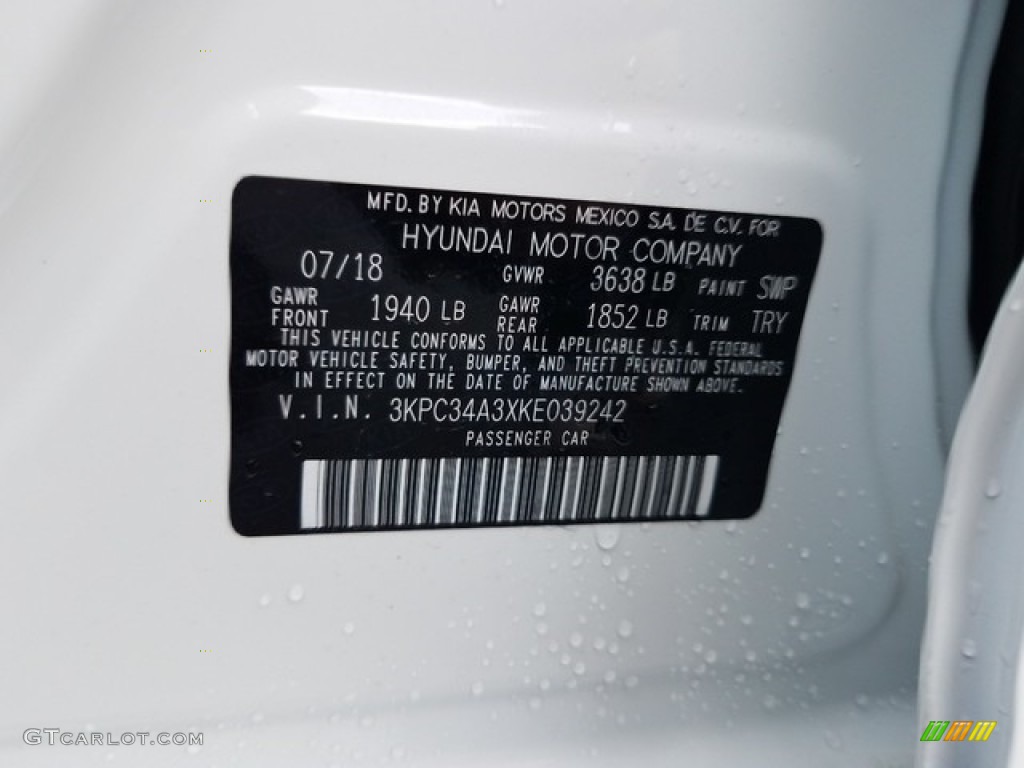 MFD. BY KIA MOTORS MEXICO S.A. DE C.V. FOR
HYUNDAI MOTOR COMPANY
07/18 GVWR 3638 LB PAINT SWP
GAWR FRONT 1940 LB GAWR REAR 1852 LB TRIM TRY
THIS VEHICLE CONFORMS TO ALL APPLICABLE U.S.A. FEDERAL
MOTOR VEHICLE SAFETY, BUMPER, AND THEFT PREVENTION STANDARDS
IN EFFECT ON THE DATE OF MANUFACTURE SHOWN ABOVE.
V.I.N. 3KPC34A3XKE039242
PASSENGER CAR
GTCARLOT.COM